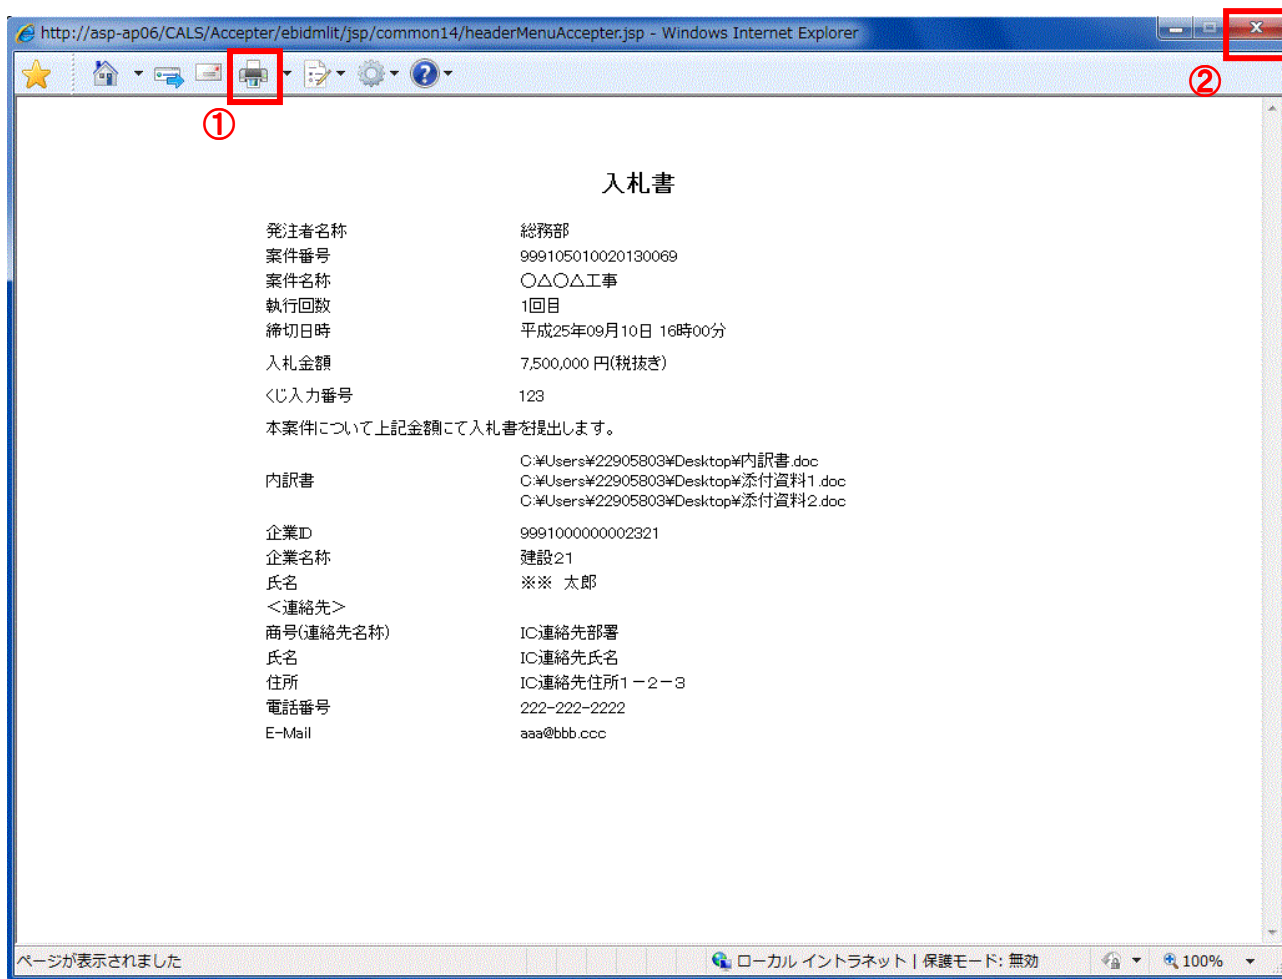 http://asp-ap06/CALS/Accepter/ebidmlit/jsp/common14/headerMenuAccepter.jsp - Windows Internet Explorer
①
②
入札書
発注者名称 総務部
案件番号 999105010020130069
案件名称 〇△〇△工事
執行回数 1回目
締切日時 平成25年09月10日 16時00分
入札金額 7,500,000 円(税抜き)
くじ入力番号 123
本案件について上記金額にて入札書を提出します。
内訳書 C:¥Users¥22905803¥Desktop¥内訳書.doc
C:¥Users¥22905803¥Desktop¥添付資料1.doc
C:¥Users¥22905803¥Desktop¥添付資料2.doc
企業ID 9991000000002321
企業名称 建設21
氏名 ※※ 太郎
<連絡先>
商号(連絡先名称) IC連絡先部署
氏名 IC連絡先氏名
住所 IC連絡先住所1-2-3
電話番号 222-222-2222
E-Mail aaa@bbb.ccc
ページが表示されました
ローカル イントラネット | 保護モード: 無効
100%